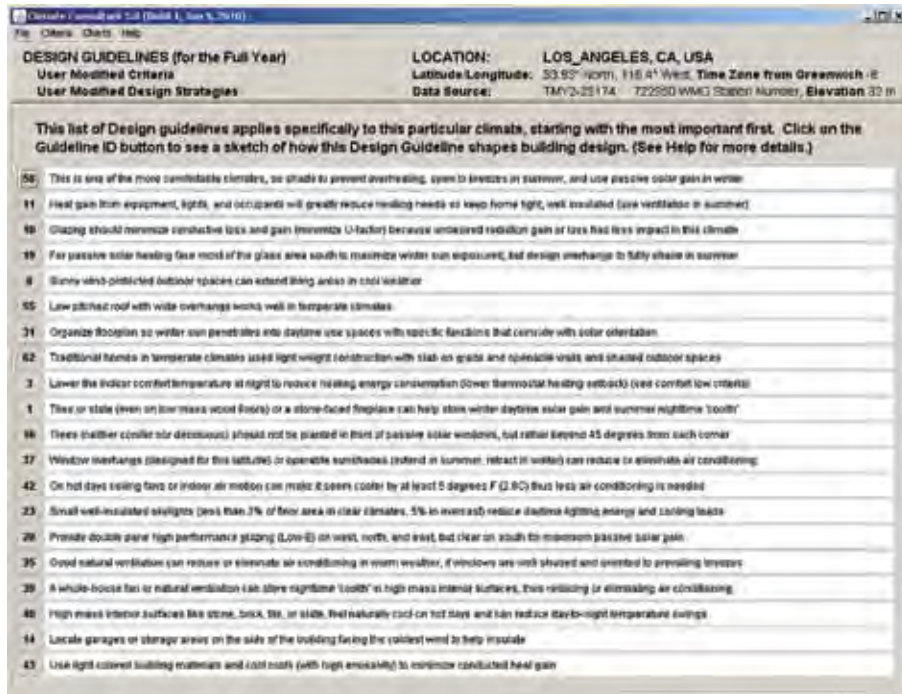 Climate Consultant 5.0 (Build 1, Jun 5, 2010)
File Criteria Charts Help
DESIGN GUIDELINES (for the Full Year)
User Modified Criteria
User Modified Design Strategies
LOCATION: LOS_ANGELES, CA, USA
Latitude/Longitude: 33.93° North, 118.4° West, Time Zone from Greenwich -8
Data Source: TMY2-23174 722950 WMO Station Number, Elevation 32 m
This list of Design guidelines applies specifically to this particular climate, starting with the most important first. Click on the
Guideline ID button to see a sketch of how this Design Guideline shapes building design. (See Help for more details.)
This is one of the more comfortable climates, so shade to prevent overheating, open to breezes in summer, and use passive solar gain in winter
11 Heat gain from equipment, lights, and occupants will greatly reduce heating needs so keep home tight, well insulated (use ventilation in summer)
Glazing should minimize conductive loss and gain (minimize U-factor) because undesired radiation gain or loss has less impact in this climate
19 For passive solar heating face most of the glass area south to maximize winter sun exposure, but design overhangs to fully shade in summer
Sunny wind-protected outdoor spaces can extend living areas in cool weather
55 Low pitched roof with wide overhangs works well in temperate climates
31 Organize floorplan so winter sun penetrates into daytime use spaces with specific functions that coincide with solar orientation
62 Traditional homes in temperate climates used light weight construction with slab on grade and openable walls and shaded outdoor spaces
3 Lower the indoor comfort temperature at night to reduce heating energy consumption (lower thermostat heating setback) (see comfort low criteria)
1 Tiles or slate (even on low mass wood floors) or a stone-faced fireplace can help store winter daytime solar gain and summer nighttime 'coolth'
Trees (neither conifer nor deciduous) should not be planted in front of passive solar windows, but rather beyond 45 degrees from each corner
37 Window overhangs (designed for this latitude) or operable sunshades (extend in summer, retract in winter) can reduce or eliminate air conditioning
42 On hot days ceiling fans or indoor air motion can make it seem cooler by at least 5 degrees F (2.8C) thus less air conditioning is needed
23 Small well-insulated skylights (less than 3% of floor area in clear climates, 5% in overcast) reduce daytime lighting energy and cooling loads
20 Provide double pane high performance glazing (Low-E) on west, north, and east, but clear on south for maximum passive solar gain
35 Good natural ventilation can reduce or eliminate air conditioning in warm weather, if windows are well shaded and oriented to prevailing breezes
39 A whole-house fan or natural ventilation can store nighttime 'coolth' in high mass interior surfaces, thus reducing or eliminating air conditioning
High mass interior surfaces like stone, brick, tile, or slate, feel naturally cool on hot days and can reduce day-to-night temperature swings
14 Locate garages or storage areas on the side of the building facing the coldest wind to help insulate
43 Use light colored building materials and cool roofs (with high emissivity) to minimize conducted heat gain